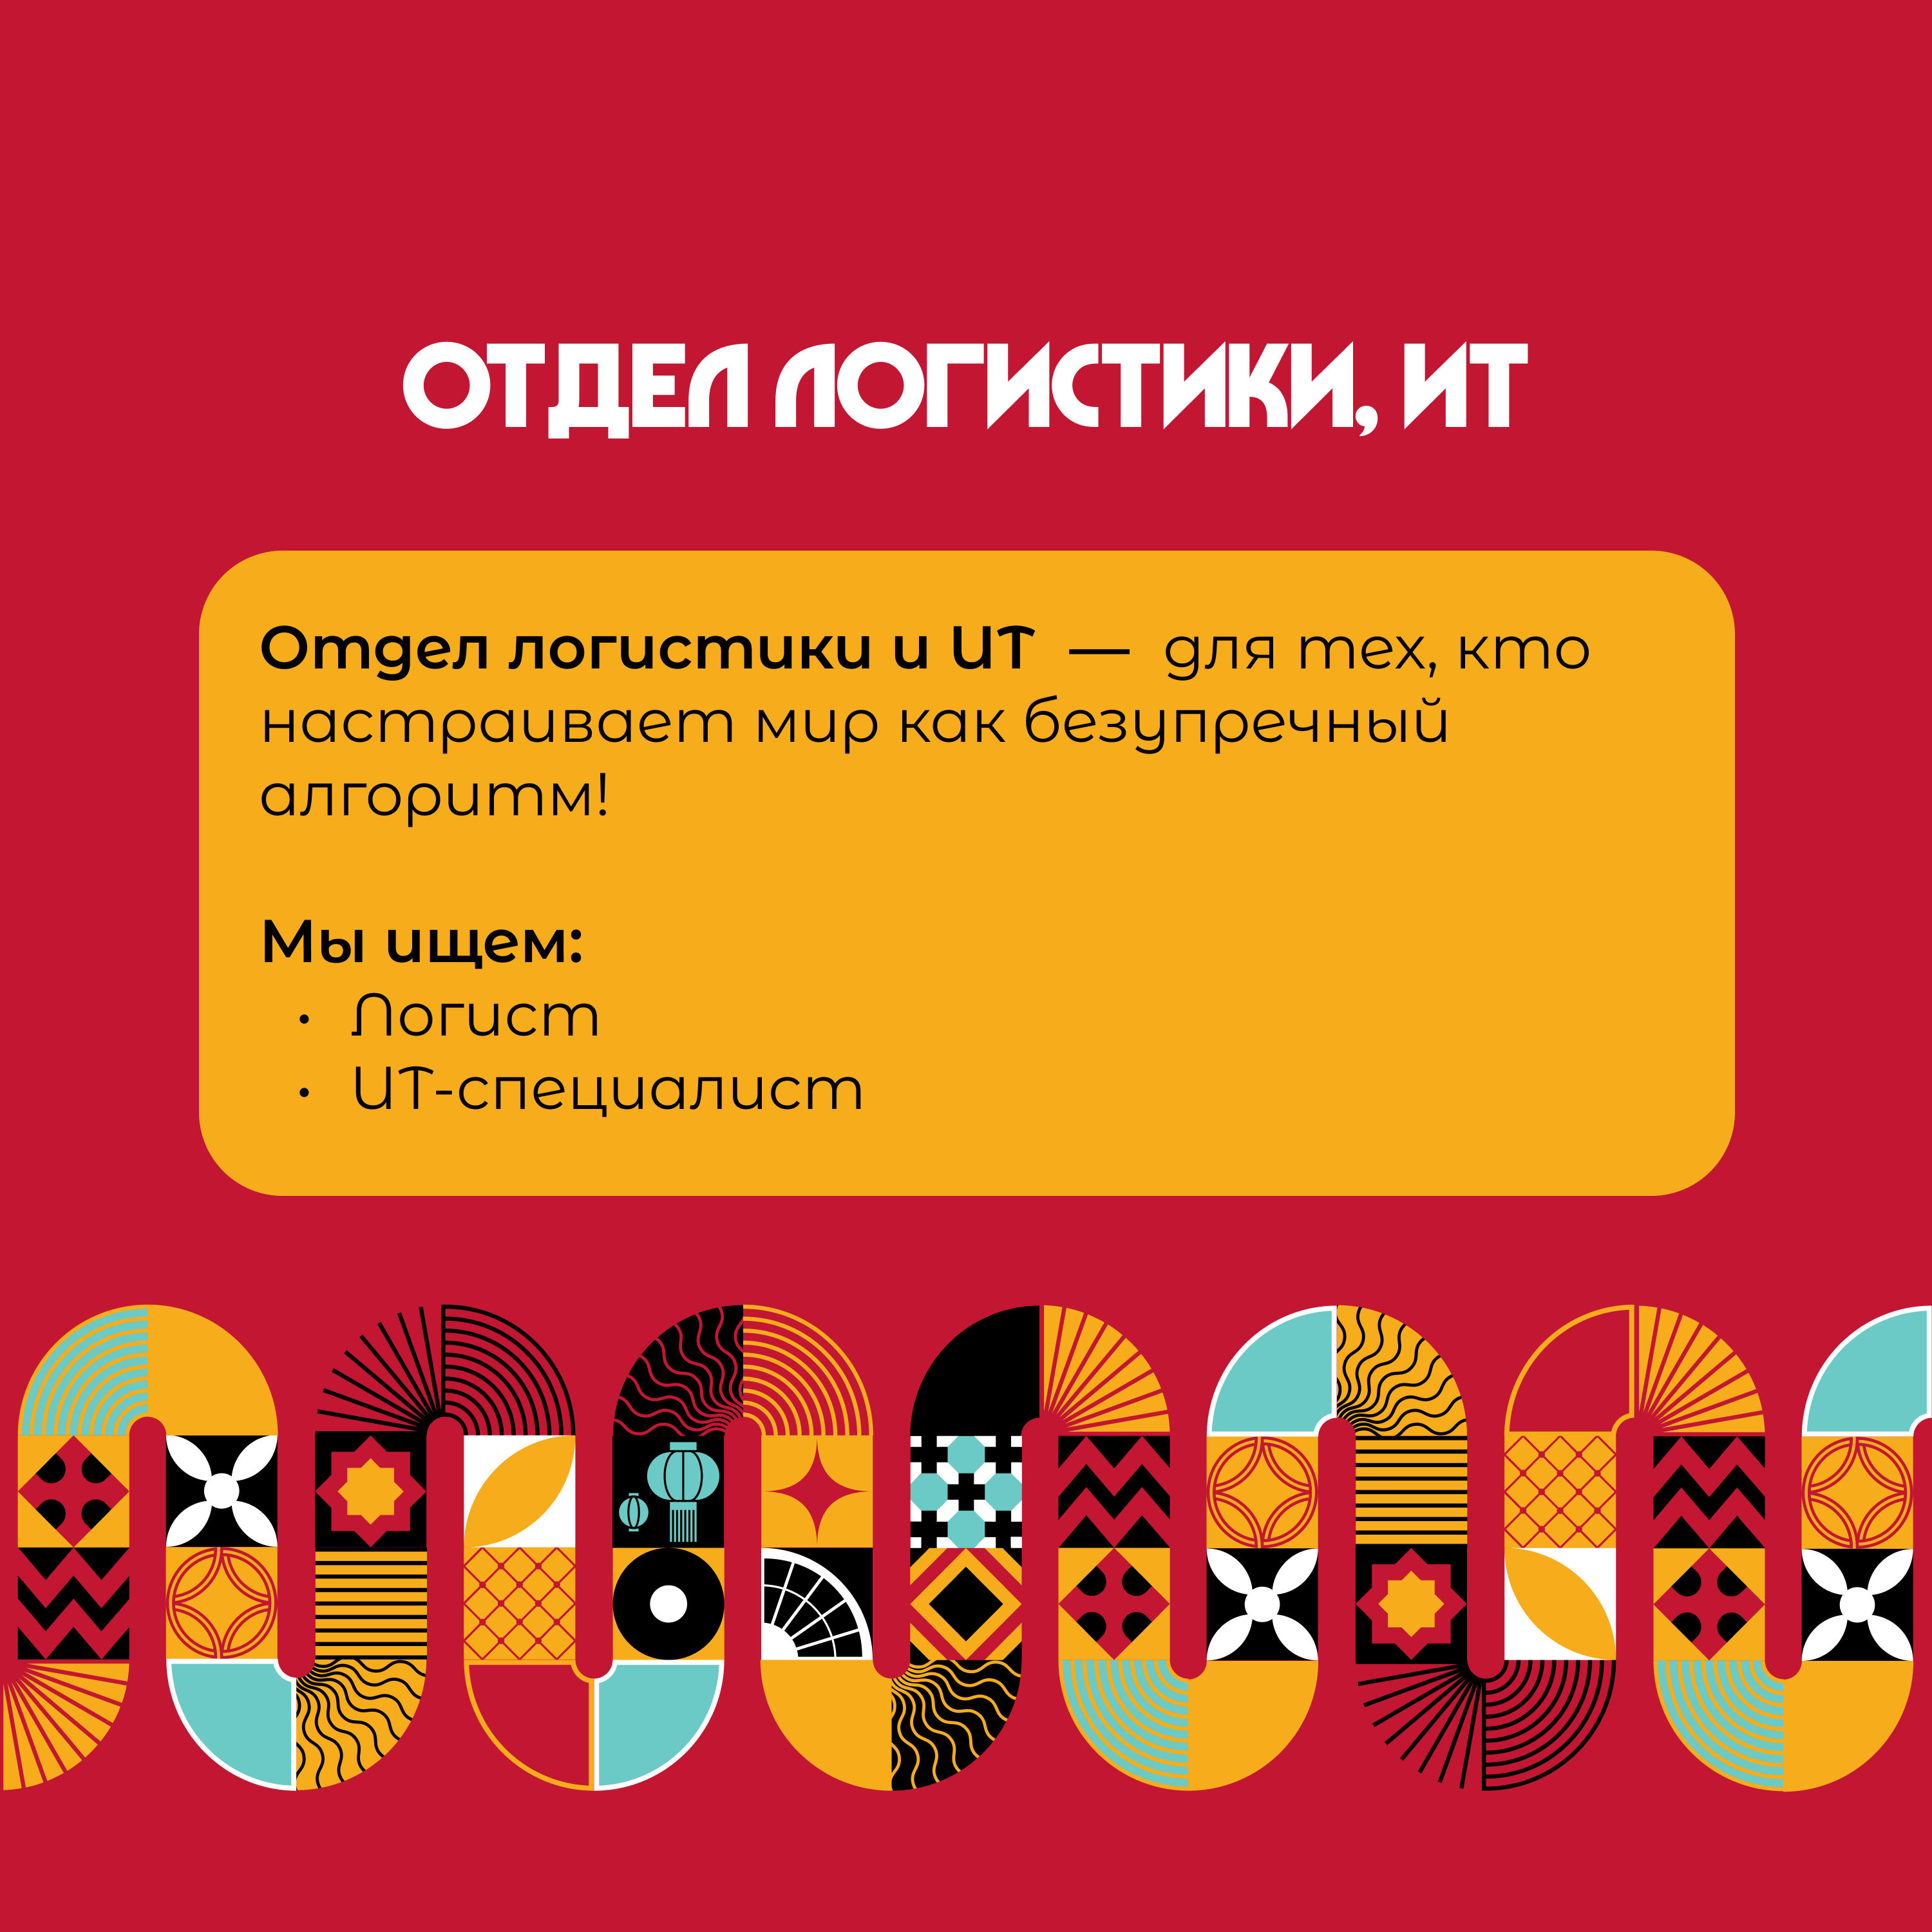 ОТДЕЛ ЛОГИСТИКИ, ИТ
Отдел логистики и ИТ — для тех, кто
настраивает мир как безупречный
алгоритм!
Мы ищем:
• Логист
• ИТ-специалист